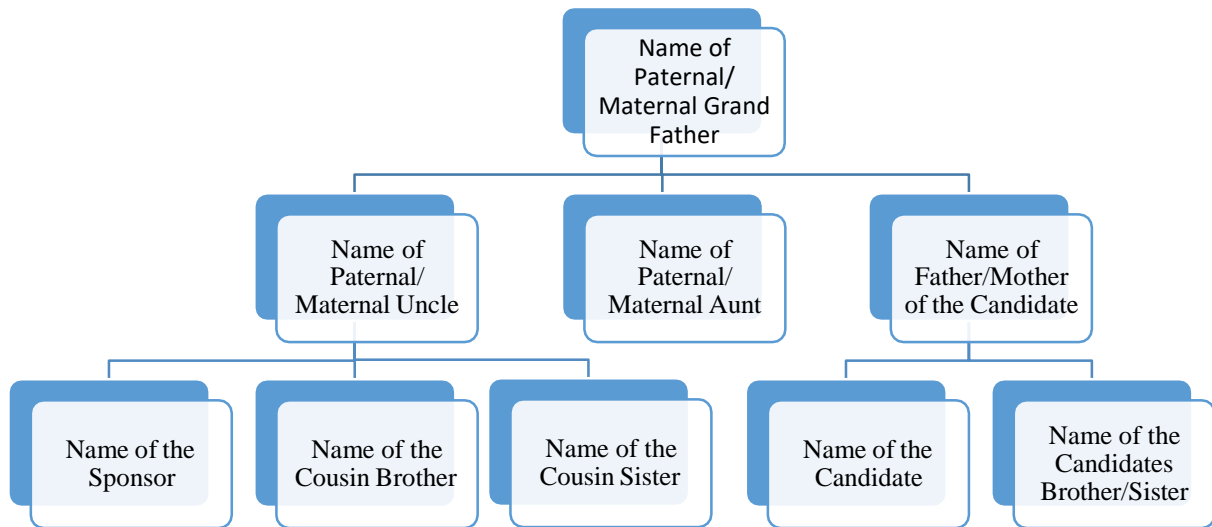 Name of
Paternal/
Maternal Grand
Father
Name of
Paternal/
Maternal Uncle
Name of
Paternal/
Maternal Aunt
Name of
Father/Mother
of the Candidate
Name of the
Sponsor
Name of the
Cousin Brother
Name of the
Cousin Sister
Name of the
Candidate
Name of the
Candidates
Brother/Sister